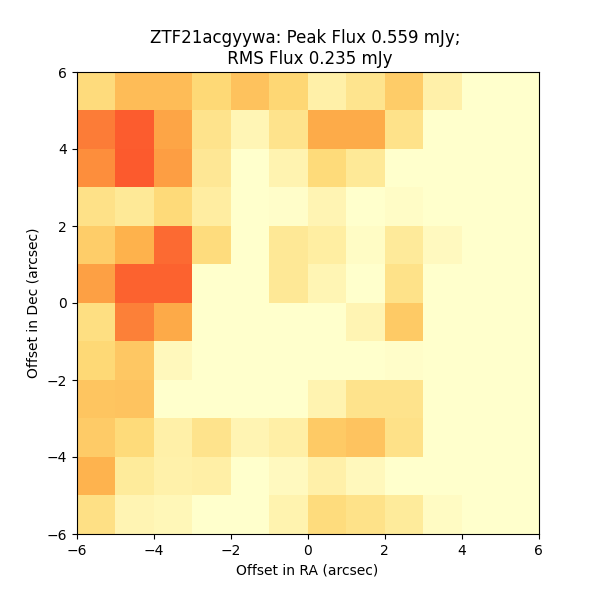 ZTF21acgyywa: Peak Flux 0.559 mJy;
RMS Flux 0.235 mJy
6
4
2
0
−2
−4
−6
Offset in Dec (arcsec)
−6 −4 −2 0 2 4 6
Offset in RA (arcsec)